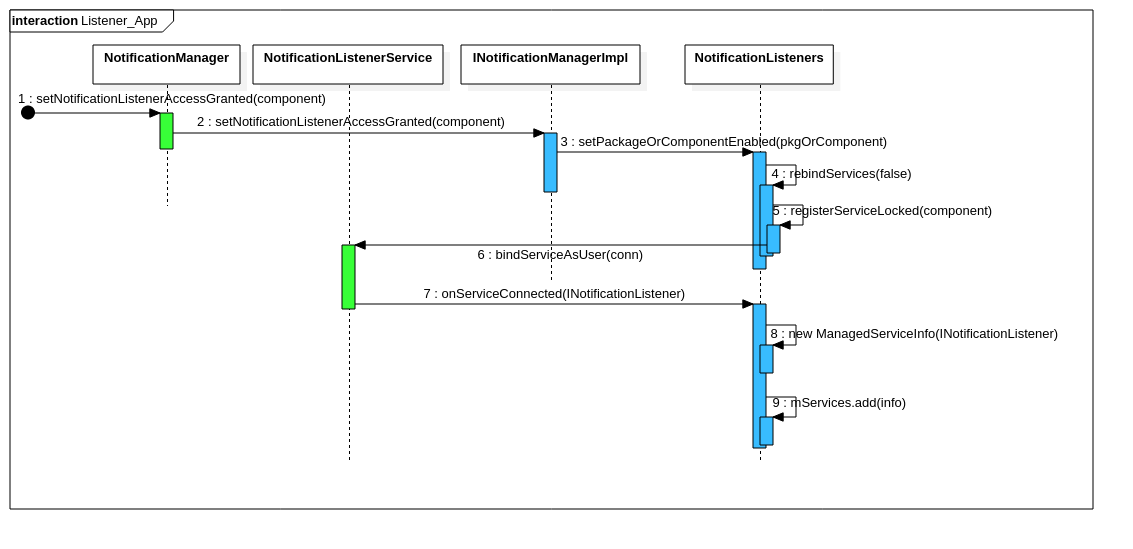 interaction Listener_App
NotificationManager
NotificationListenerService
INotificationManagerImpl
NotificationListeners
1 : setNotificationListenerAccessGranted(component)
2 : setNotificationListenerAccessGranted(component)
3 : setPackageOrComponentEnabled(pkgOrComponent)
4 : rebindServices(false)
5 : registerServiceLocked(component)
6 : bindServiceAsUser(conn)
7 : onServiceConnected(INotificationListener)
8 : new ManagedServiceInfo(INotificationListener)
9 : mServices.add(info)